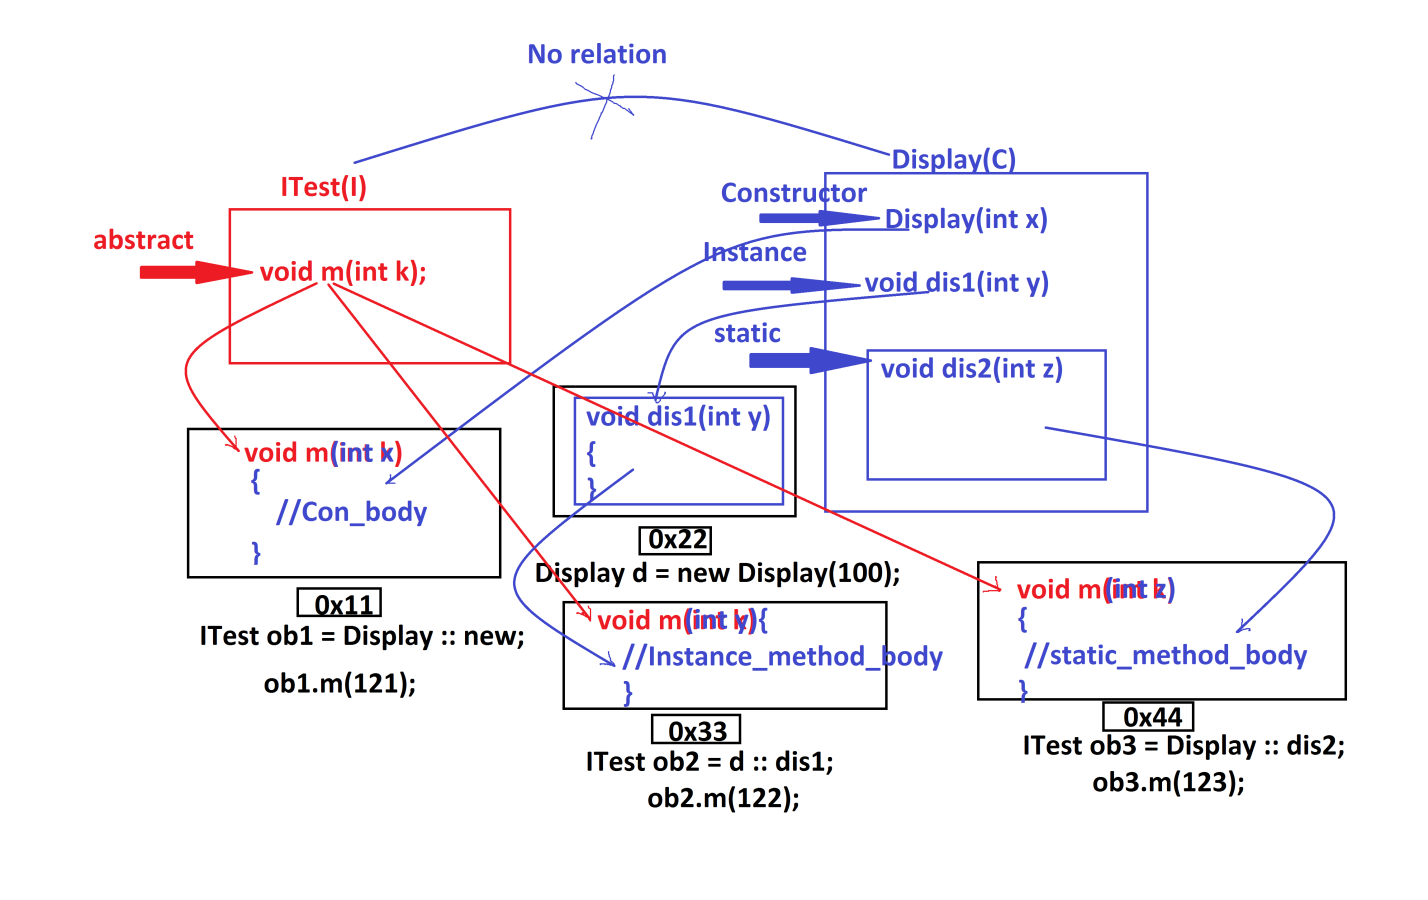 No relation
Display(C)
ITest(I)
Constructor
Display(int x)
abstract
void m(int k);
Instance
void dis1(int y)
static
void dis2(int z)
void dis1(int y)
{
}
void m(int x)
{
//Con_body
}
0x11
ITest ob1 = Display :: new;
ob1.m(121);
0x22
Display d = new Display(100);
void m(int y){
//Instance_method_body
}
0x33
ITest ob2 = d :: dis1;
ob2.m(122);
void m(int z)
{
//static_method_body
}
0x44
ITest ob3 = Display :: dis2;
ob3.m(123);